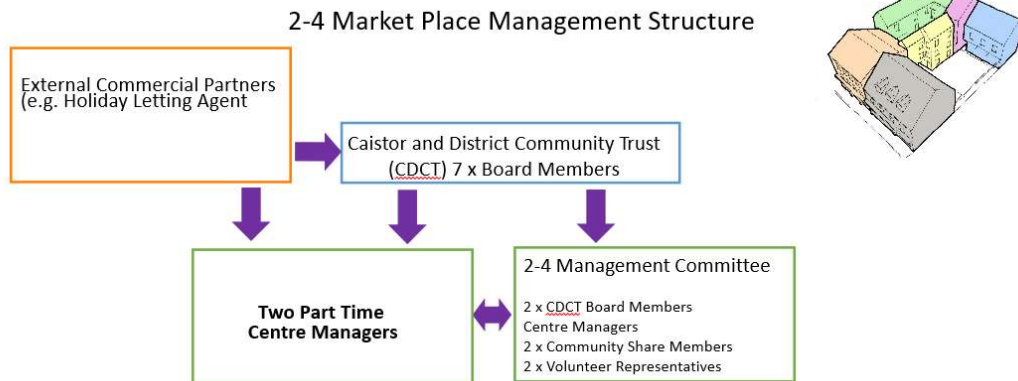 2-4 Market Place Management Structure
External Commercial Partners
(e.g. Holiday Letting Agent
Caistor and District Community Trust
(CDCT) 7 x Board Members
Two Part Time
Centre Managers
2-4 Management Committee
2 x CDCT Board Members
Centre Managers
2 x Community Share Members
2 x Volunteer Representatives